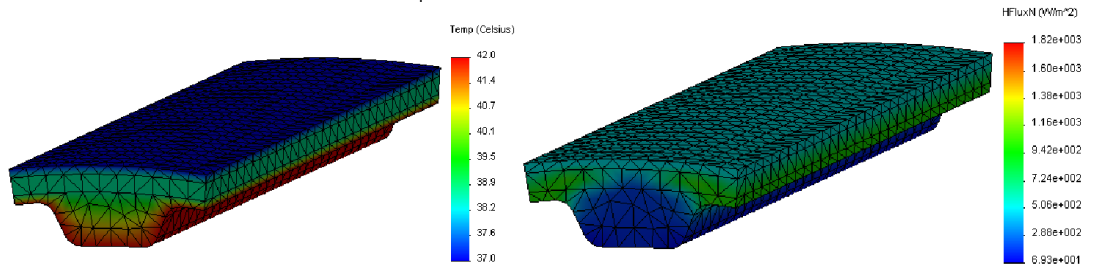 Temp (Celsius)
42.0
41.4
40.7
40.1
39.5
38.9
38.2
37.6
37.0
HFluxN (W/m^2)
1.82e+003
1.60e+003
1.38e+003
1.16e+003
9.42e+002
7.24e+002
5.06e+002
2.88e+002
6.93e+001